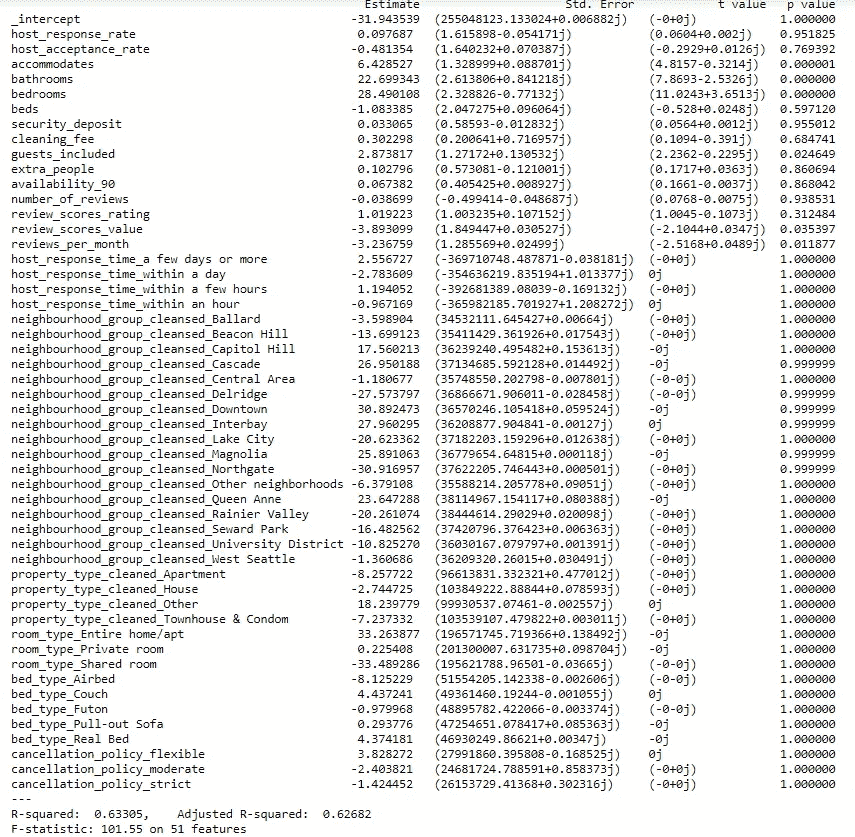 Estimate Std. Error t value p value
_intercept -31.943539 (255048123.133024+0.006882j) (-0+0j) 1.000000
host_response_rate 0.097687 (1.615898-0.054171j) (0.0604+0.002j) 0.951825
host_acceptance_rate -0.481354 (1.640232+0.070387j) (-0.2929+0.0126j) 0.769392
accommodates 6.428527 (1.328999+0.088701j) (4.8157-0.3214j) 0.000001
bathrooms 22.699343 (2.613806+0.841218j) (7.8693-2.5326j) 0.000000
bedrooms 28.490108 (2.328826-0.77132j) (11.0243+3.6513j) 0.000000
beds -1.083385 (2.047275+0.096064j) (-0.528+0.0248j) 0.597120
security_deposit 0.033065 (0.58593-0.012832j) (0.0564+0.0012j) 0.955012
cleaning_fee 0.302298 (0.200641+0.716957j) (0.1094-0.391j) 0.684741
guests_included 2.873817 (1.27172+0.130532j) (2.2362-0.2295j) 0.024649
extra_people 0.102796 (0.573081-0.121001j) (0.1717+0.0363j) 0.860694
availability_90 0.067382 (0.405425+0.008927j) (0.1661-0.0037j) 0.868042
number_of_reviews -0.038699 (-0.499414-0.048687j) (0.0768-0.0075j) 0.938531
review_scores_rating 1.019223 (1.003235+0.107152j) (1.0045-0.1073j) 0.312484
review_scores_value -3.893099 (1.849447+0.030527j) (-2.1044+0.0347j) 0.035397
reviews_per_month -3.236759 (1.285569+0.02499j) (-2.5168+0.0489j) 0.011877
host_response_time_a few days or more 2.556727 (-369710748.487871-0.038181j) (-0+0j) 1.000000
host_response_time_within a day -2.783609 (-354636219.835194+1.013377j) 0j 1.000000
host_response_time_within a few hours 1.194052 (-392681389.08039-0.169132j) (-0+0j) 1.000000
host_response_time_within an hour -0.967169 (-365982185.701927+1.208272j) 0j 1.000000
neighbourhood_group_cleansed_Ballard -3.598904 (34532111.645427+0.00664j) (-0+0j) 1.000000
neighbourhood_group_cleansed_Beacon Hill -13.699123 (35411429.361926+0.017543j) (-0+0j) 1.000000
neighbourhood_group_cleansed_Capitol Hill 17.560213 (36239240.495482+0.153613j) -0j 1.000000
neighbourhood_group_cleansed_Cascade 26.950188 (37134685.592128+0.014492j) -0j 0.999999
neighbourhood_group_cleansed_Central Area -1.180677 (35748550.202798-0.007801j) (-0-0j) 1.000000
neighbourhood_group_cleansed_Delridge -27.573797 (36866671.906011-0.028458j) (-0-0j) 0.999999
neighbourhood_group_cleansed_Downtown 30.892473 (36570246.105418+0.059524j) -0j 0.999999
neighbourhood_group_cleansed_Interbay 27.960295 (36208877.904841-0.00127j) 0j 0.999999
neighbourhood_group_cleansed_Lake City -20.623362 (37182203.159296+0.012638j) (-0+0j) 1.000000
neighbourhood_group_cleansed_Magnolia 25.891063 (36779654.64815+0.000118j) -0j 0.999999
neighbourhood_group_cleansed_Northgate -30.916957 (37622205.746443+0.000501j) (-0+0j) 0.999999
neighbourhood_group_cleansed_Other neighborhoods -6.379108 (35588214.205778+0.09051j) (-0+0j) 1.000000
neighbourhood_group_cleansed_Queen Anne 23.647288 (38114967.154117+0.080388j) -0j 1.000000
neighbourhood_group_cleansed_Rainier Valley -20.261074 (38444614.29029+0.020098j) (-0+0j) 1.000000
neighbourhood_group_cleansed_Seward Park -16.482562 (37420796.376423+0.006363j) (-0+0j) 1.000000
neighbourhood_group_cleansed_University District -10.825270 (36030167.079797+0.001391j) (-0+0j) 1.000000
neighbourhood_group_cleansed_West Seattle -1.360686 (36209320.26015+0.030491j) (-0+0j) 1.000000
property_type_cleaned_Apartment -8.257722 (96613831.332321+0.477012j) (-0+0j) 1.000000
property_type_cleaned_House -2.744725 (103849222.88844+0.078593j) (-0+0j) 1.000000
property_type_cleaned_Other 18.239779 (99930537.07461-0.002557j) 0j 1.000000
property_type_cleaned_Townhouse & Condom -7.237332 (103539107.479822+0.003011j) (-0+0j) 1.000000
room_type_Entire home/apt 33.263877 (196571745.719366+0.138492j) -0j 1.000000
room_type_Private room 0.225408 (201300007.631735+0.098704j) -0j 1.000000
room_type_Shared room -33.489286 (195621788.96501-0.03665j) (-0-0j) 1.000000
bed_type_Airbed -8.125229 (51554205.142338-0.002606j) (-0-0j) 1.000000
bed_type_Couch 4.437241 (49361460.19244-0.001055j) 0j 1.000000
bed_type_Futon -0.979968 (48895782.422066-0.003374j) (-0-0j) 1.000000
bed_type_Pull-out Sofa 0.293776 (47254651.078417+0.085363j) -0j 1.000000
bed_type_Real Bed 4.374181 (46930249.86621+0.00347j) -0j 1.000000
cancellation_policy_flexible 3.828272 (27991860.395808-0.168525j) 0j 1.000000
cancellation_policy_moderate -2.403821 (24681724.788591+0.858373j) (-0+0j) 1.000000
cancellation_policy_strict -1.424452 (26153729.41368+0.302316j) (-0+0j) 1.000000
---
R-squared: 0.63305, Adjusted R-squared: 0.62682
F-statistic: 101.55 on 51 features